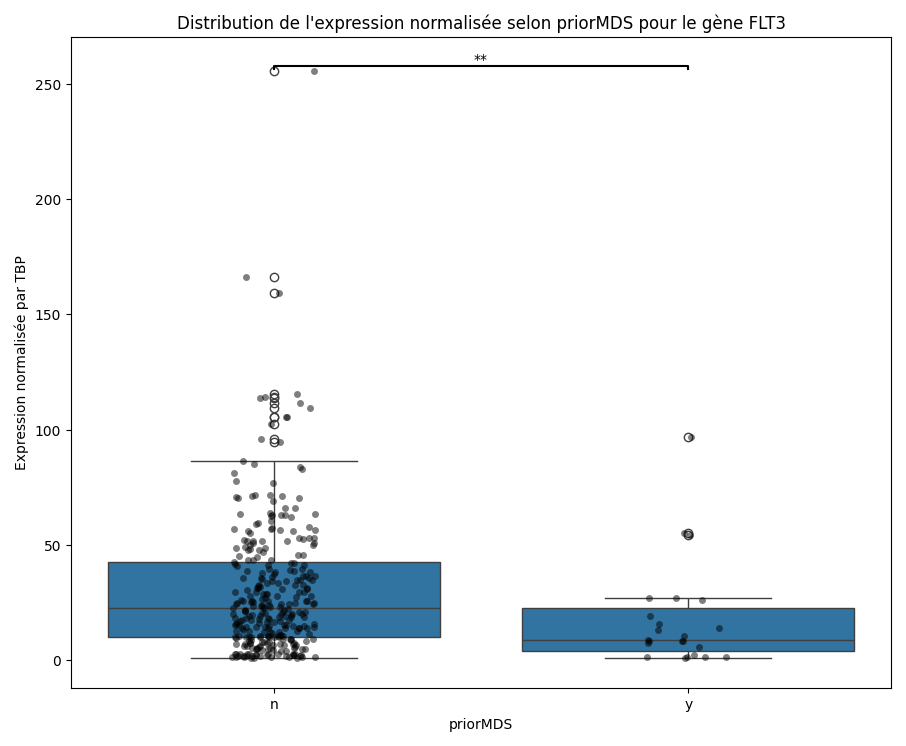 Distribution de l'expression normalisée selon priorMDS pour le gène FLT3
**
250
200
150
100
50
0
Expression normalisée par TBP
n
y
priorMDS